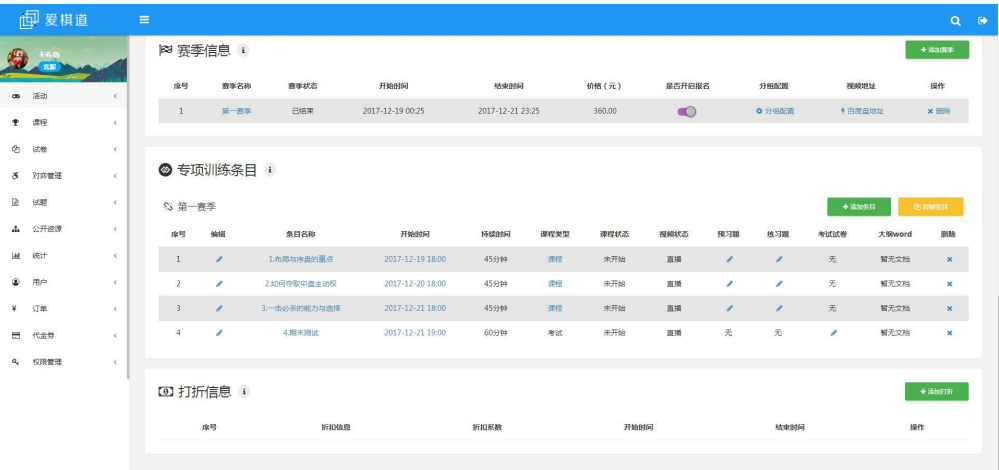 爱棋道
卡布教
客服
活动
课程
试卷
对弈管理
试题
公开资源
统计
用户
订单
代金券
权限管理
赛季信息
+ 添加赛季
序号 赛季名称 赛季状态 开始时间 结束时间 价格（元） 是否开启报名 分组配置 视频地址 操作
1 第一赛季 已结束 2017-12-19 00:25 2017-12-21 23:25 360.00 分组配置 百度盘地址 × 删除
专项训练条目
第一赛季
+ 添加条目 复制条目
序号 编辑 条目名称 开始时间 持续时间 课程类型 课程状态 视频状态 预习题 练习题 考试试卷 大纲word 删除
1 1.布局与序盘的重点 2017-12-19 18:00 45分钟 课程 未开始 直播 无 暂无文档 ×
2 2.如何夺取中盘主动权 2017-12-20 18:00 45分钟 课程 未开始 直播 无 暂无文档 ×
3 3.一击必杀的能力与选择 2017-12-21 18:00 45分钟 课程 未开始 直播 无 暂无文档 ×
4 4.期末测试 2017-12-21 19:00 60分钟 考试 未开始 直播 无 无 暂无文档 ×
打折信息
+ 添加打折
序号 折扣信息 折扣系数 开始时间 结束时间 操作